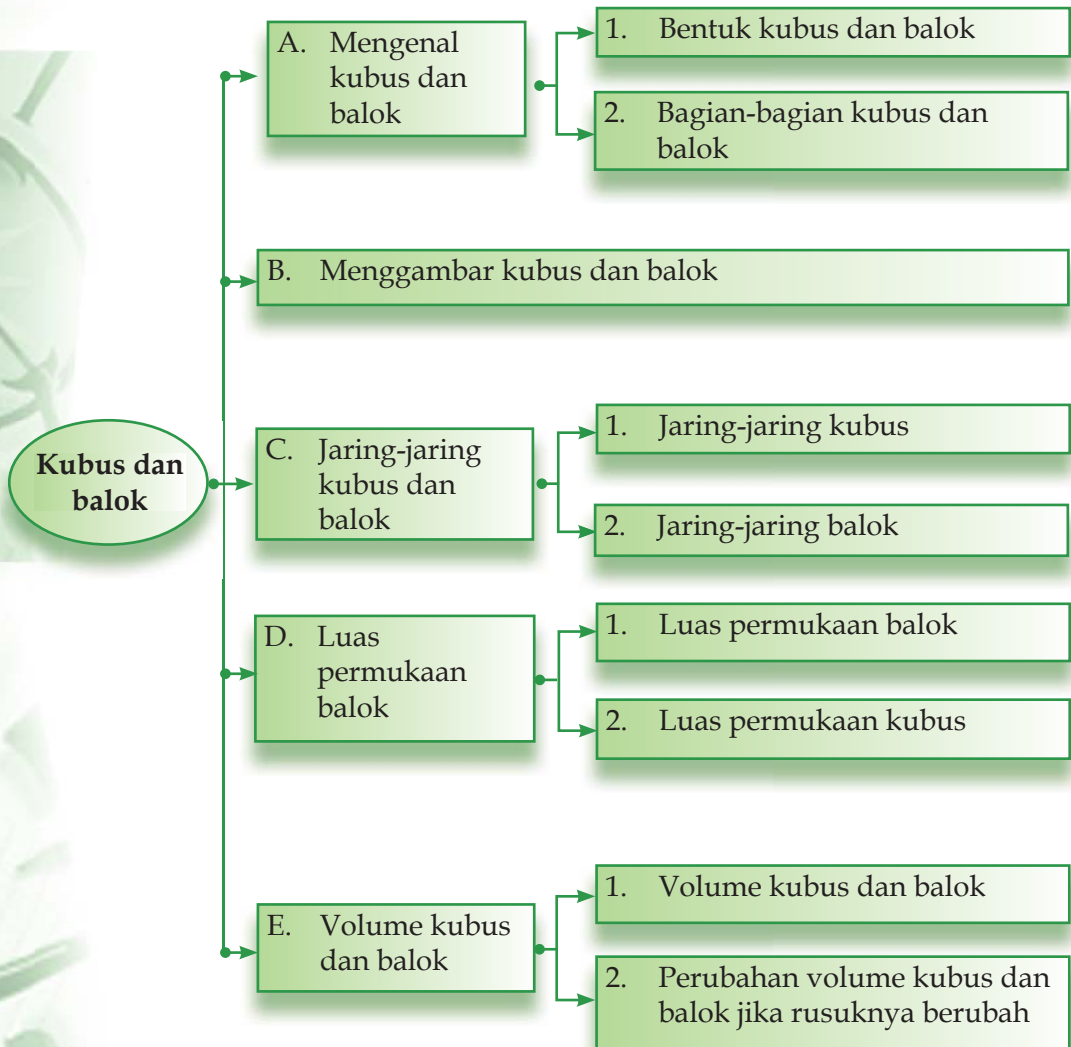 Kubus dan
balok
A. Mengenal
kubus dan
balok
1. Bentuk kubus dan balok
2. Bagian-bagian kubus dan
balok
B. Menggambar kubus dan balok
C. Jaring-jaring
kubus dan
balok
1. Jaring-jaring kubus
2. Jaring-jaring balok
D. Luas
permukaan
balok
1. Luas permukaan balok
2. Luas permukaan kubus
E. Volume kubus
dan balok
1. Volume kubus dan balok
2. Perubahan volume kubus dan
balok jika rusuknya berubah